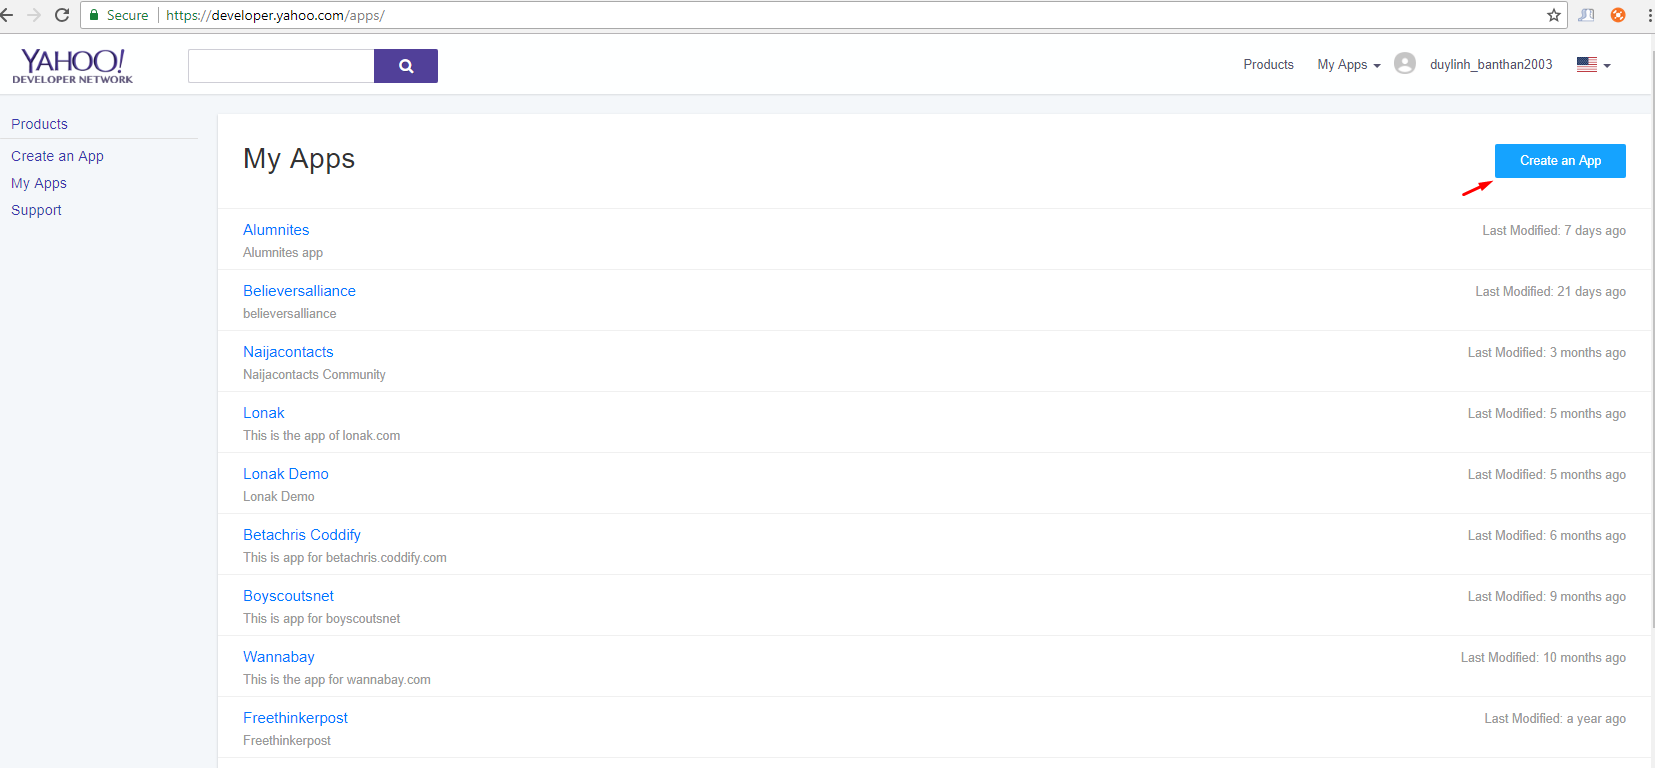 Secure https://developer.yahoo.com/apps/
YAHOO!
DEVELOPER NETWORK
Products My Apps duylinh_banthan2003
Products
Create an App
My Apps
Support
My Apps
Create an App
Alumnites
Last Modified: 7 days ago
Alumnites app
Believersalliance
Last Modified: 21 days ago
believersalliance
Naijacontacts
Last Modified: 3 months ago
Naijacontacts Community
Lonak
Last Modified: 5 months ago
This is the app of lonak.com
Lonak Demo
Last Modified: 5 months ago
Lonak Demo
Betachris Coddify
Last Modified: 6 months ago
This is app for betachris.coddify.com
Boyscoutsnet
Last Modified: 9 months ago
This is app for boyscoutsnet
Wannabay
Last Modified: 10 months ago
This is the app for wannabay.com
Freethinkerpost
Last Modified: a year ago
Freethinkerpost